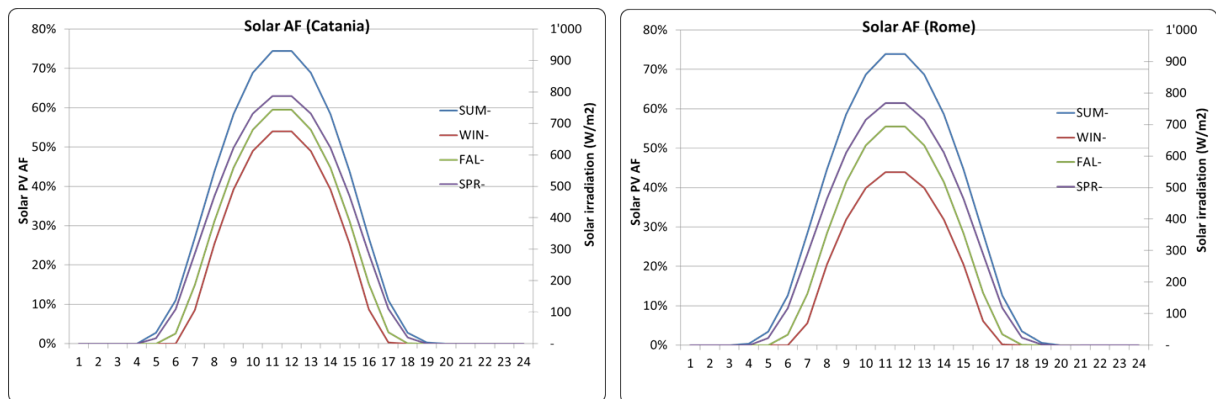 Solar AF (Catania)
80%
70%
60%
50%
40%
30%
20%
10%
0%
Solar PV AF
1'000
900
800
700
600
500
400
300
200
100
-
Solar irradiation (W/m2)
SUM-
WIN-
FAL-
SPR-
1 2 3 4 5 6 7 8 9 10 11 12 13 14 15 16 17 18 19 20 21 22 23 24
Solar AF (Rome)
80%
70%
60%
50%
40%
30%
20%
10%
0%
Solar PV AF
1'000
900
800
700
600
500
400
300
200
100
-
Solar irradiation (W/m2)
SUM-
WIN-
FAL-
SPR-
1 2 3 4 5 6 7 8 9 10 11 12 13 14 15 16 17 18 19 20 21 22 23 24